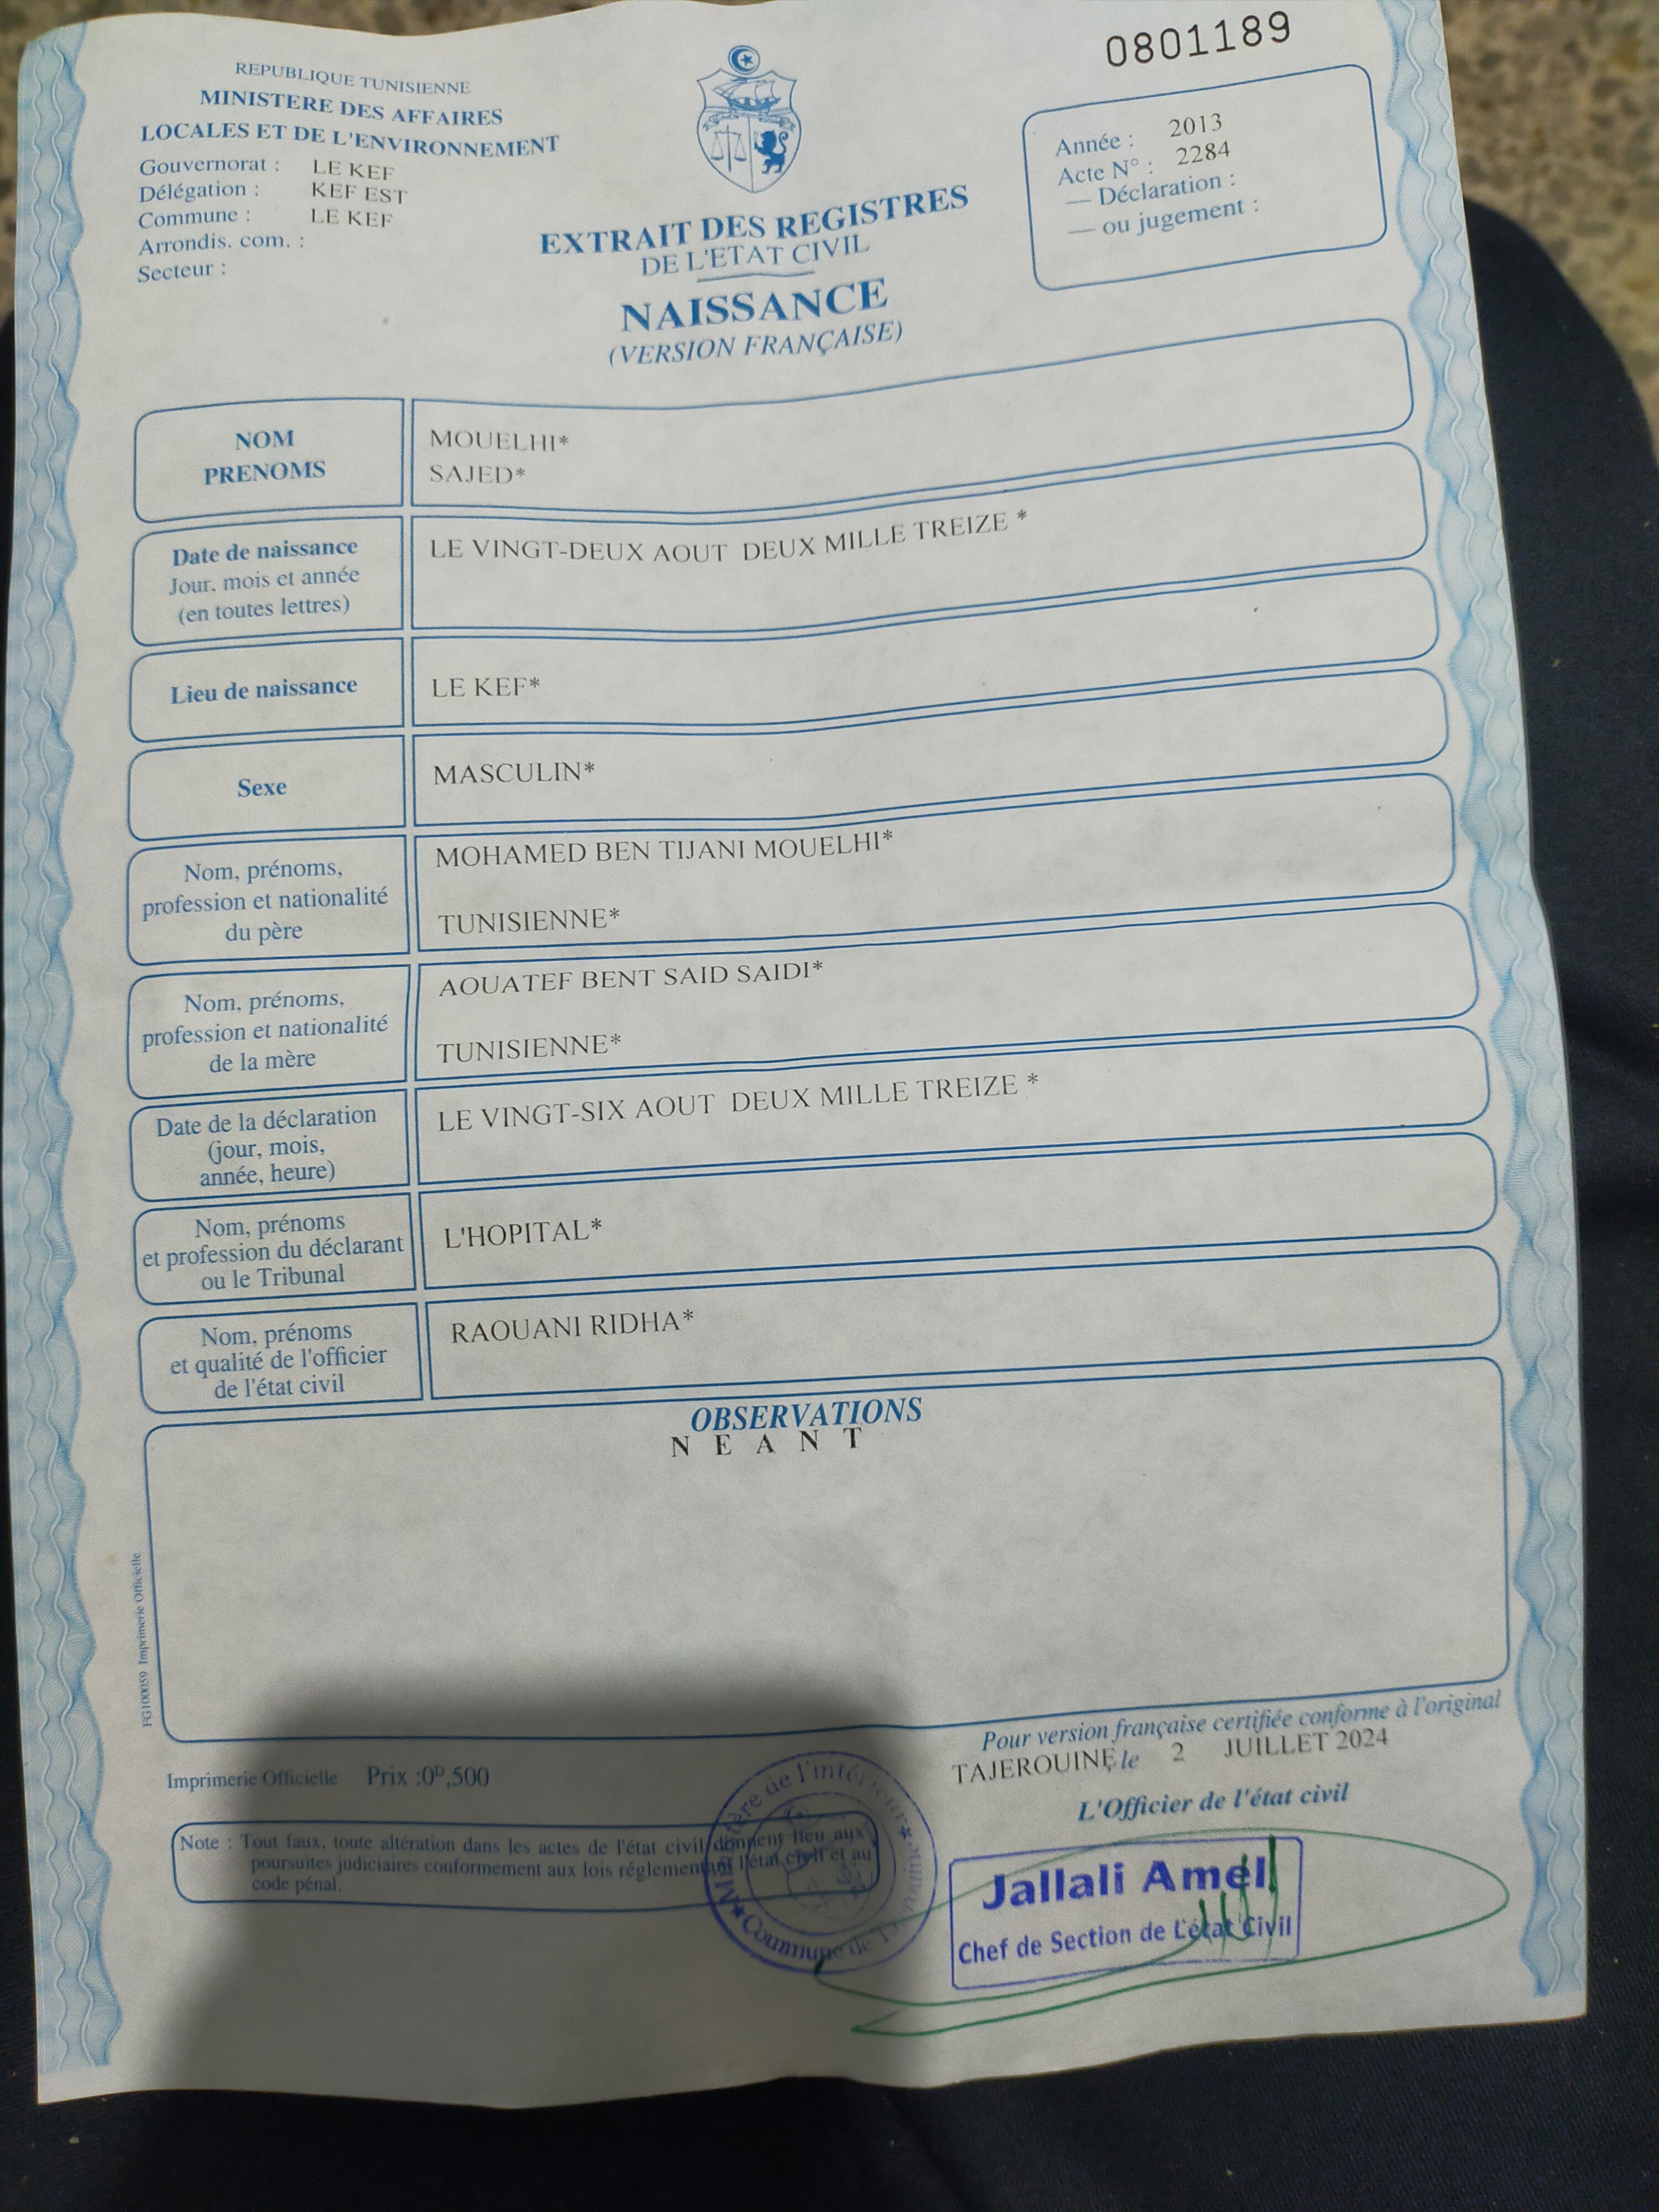 0801189
REPUBLIQUE TUNISIENNE
MINISTERE DES AFFAIRES
LOCALES ET DE L'ENVIRONNEMENT
Gouvernorat : LE KEF
Délégation : KEF EST
Commune : LE KEF
Arrondis. com. :
Secteur :
EXTRAIT DES REGISTRES
DE L'ETAT CIVIL
NAISSANCE
(VERSION FRANÇAISE)
Année : 2013
Acte N° : 2284
— Déclaration :
— ou jugement :
NOM
PRENOMS
MOUELHI*
SAJED*
Date de naissance
Jour, mois et année
(en toutes lettres)
LE VINGT-DEUX AOUT DEUX MILLE TREIZE *
Lieu de naissance
LE KEF*
Sexe
MASCULIN*
Nom, prénoms,
profession et nationalité
du père
MOHAMED BEN TIJANI MOUELHI*
TUNISIENNE*
Nom, prénoms,
profession et nationalité
de la mère
AOUATEF BENT SAID SAIDI*
TUNISIENNE*
Date de la déclaration
(jour, mois,
année, heure)
LE VINGT-SIX AOUT DEUX MILLE TREIZE *
Nom, prénoms
et profession du déclarant
ou le Tribunal
L'HOPITAL*
Nom, prénoms
et qualité de l'officier
de l'état civil
RAOUANI RIDHA*
OBSERVATIONS
N E A N T
FG100059 Imprimerie Officielle
Pour version française certifiée conforme à l'original
TAJEROUINE, le 2 JUILLET 2024
L'Officier de l'état civil
Imprimerie Officielle Prix :0ᴰ,500
Note : Tout faux, toute altération dans les actes de l'état civil donnent lieu aux
poursuites judiciaires conformement aux lois réglementant l'état civil et au
code pénal.
de l'intérieur
Commune de
Jallali Amel
Chef de Section de L'état Civil